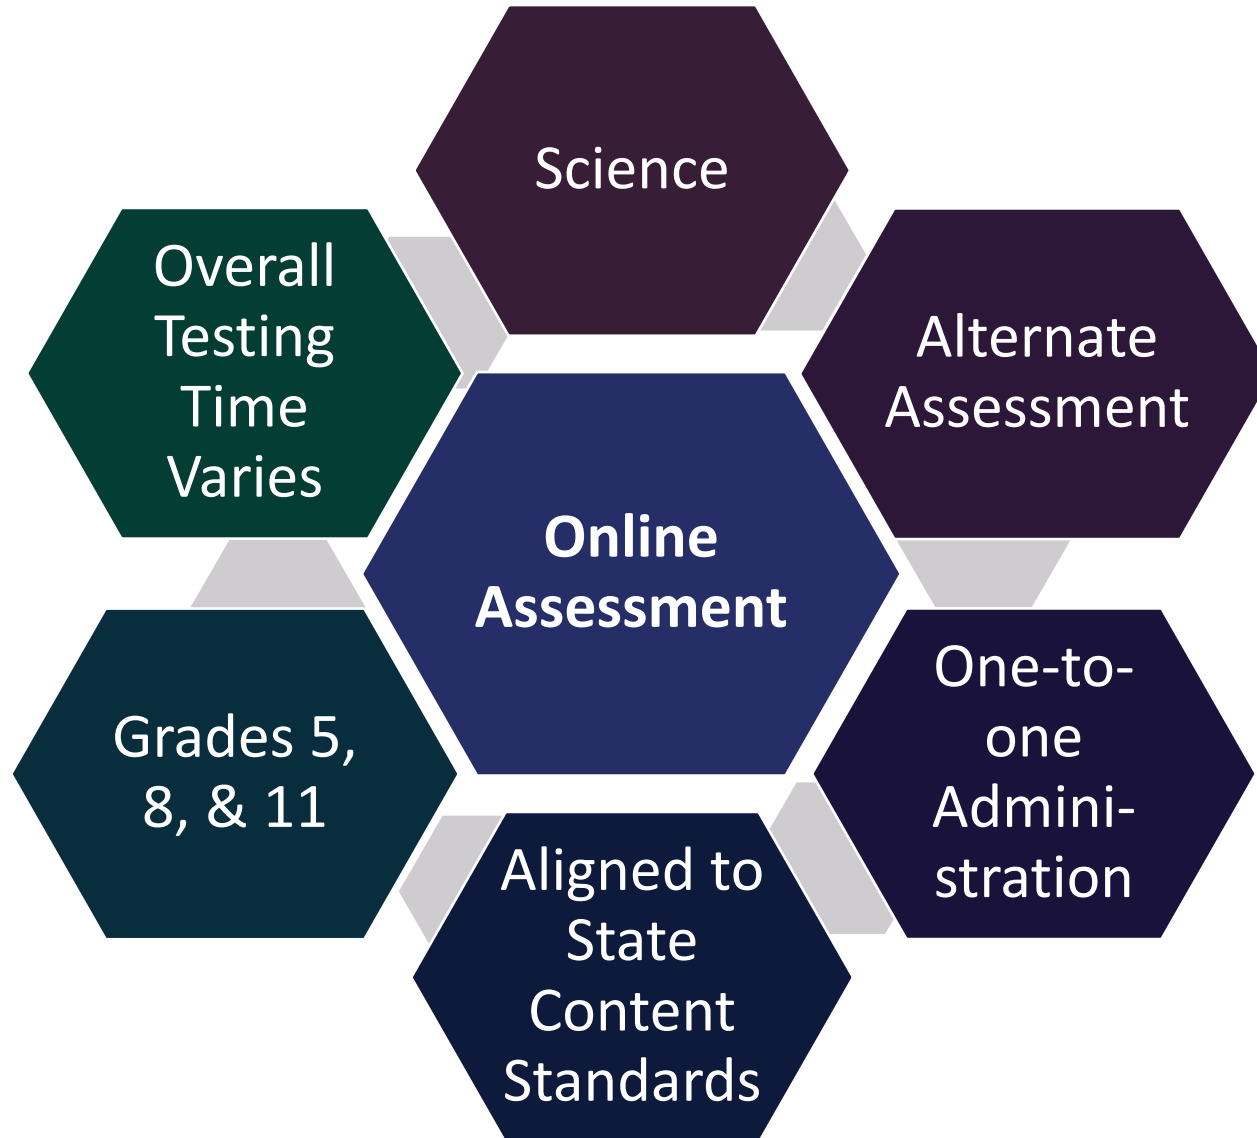 Science
Alternate
Assessment
One-to-
one
Admini-
stration
Aligned to
State
Content
Standards
Grades 5,
8, & 11
Overall
Testing
Time
Varies
Online
Assessment